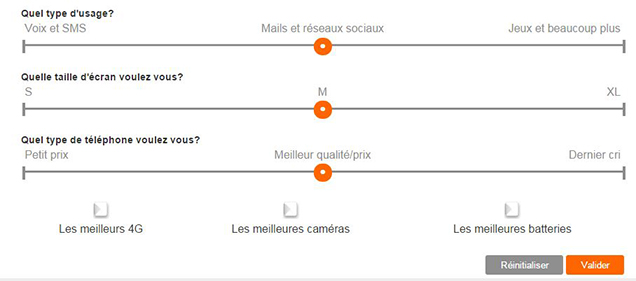 Quel type d'usage?
Voix et SMS Mails et réseaux sociaux Jeux et beaucoup plus
Quelle taille d'écran voulez vous?
S M XL
Quel type de téléphone voulez vous?
Petit prix Meilleur qualité/prix Dernier cri
Les meilleurs 4G Les meilleures caméras Les meilleures batteries
Réinitialiser Valider